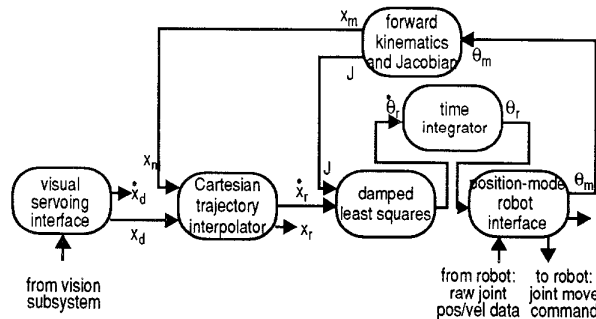 x_m
forward
kinematics
and Jacobian
θ_m
J
θ̇_r
time
integrator
θ_r
x_m
visual
servoing
interface
ẋ_d
x_d
Cartesian
trajectory
interpolator
ẋ_r
x_r
J
damped
least squares
position-mode
robot
interface
θ_m
from vision
subsystem
from robot:
raw joint
pos/vel data
to robot:
joint move
command